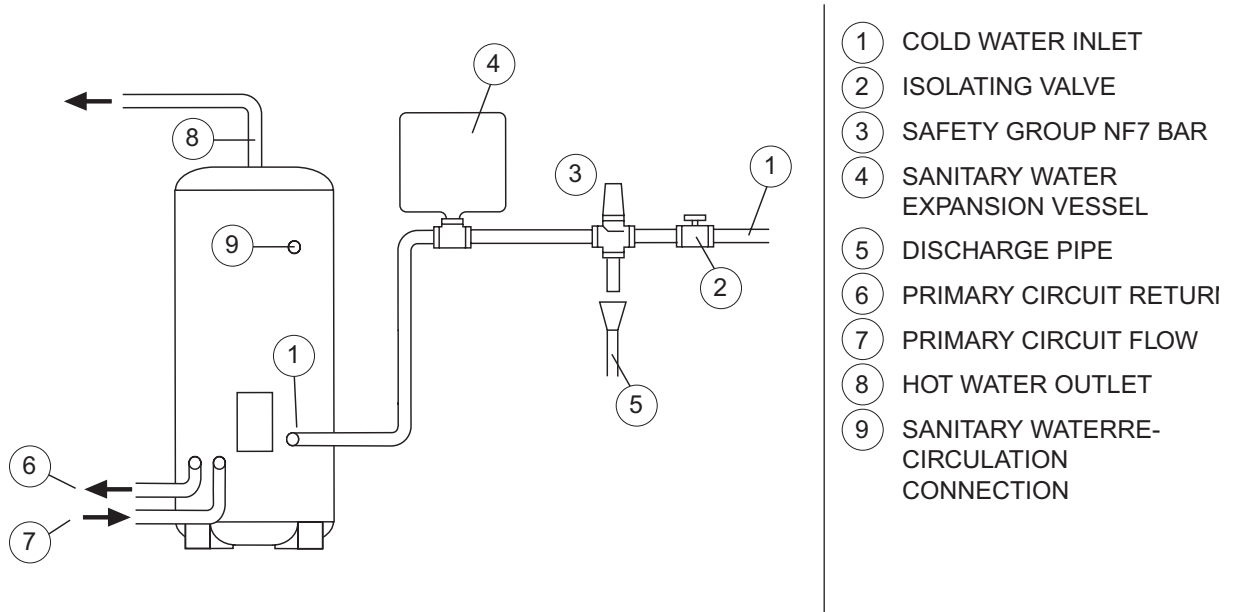 4
8
3
1
9
2
1
5
6
7
1 COLD WATER INLET
2 ISOLATING VALVE
3 SAFETY GROUP NF7 BAR
4 SANITARY WATER
EXPANSION VESSEL
5 DISCHARGE PIPE
6 PRIMARY CIRCUIT RETURN
7 PRIMARY CIRCUIT FLOW
8 HOT WATER OUTLET
9 SANITARY WATERRE-
CIRCULATION
CONNECTION